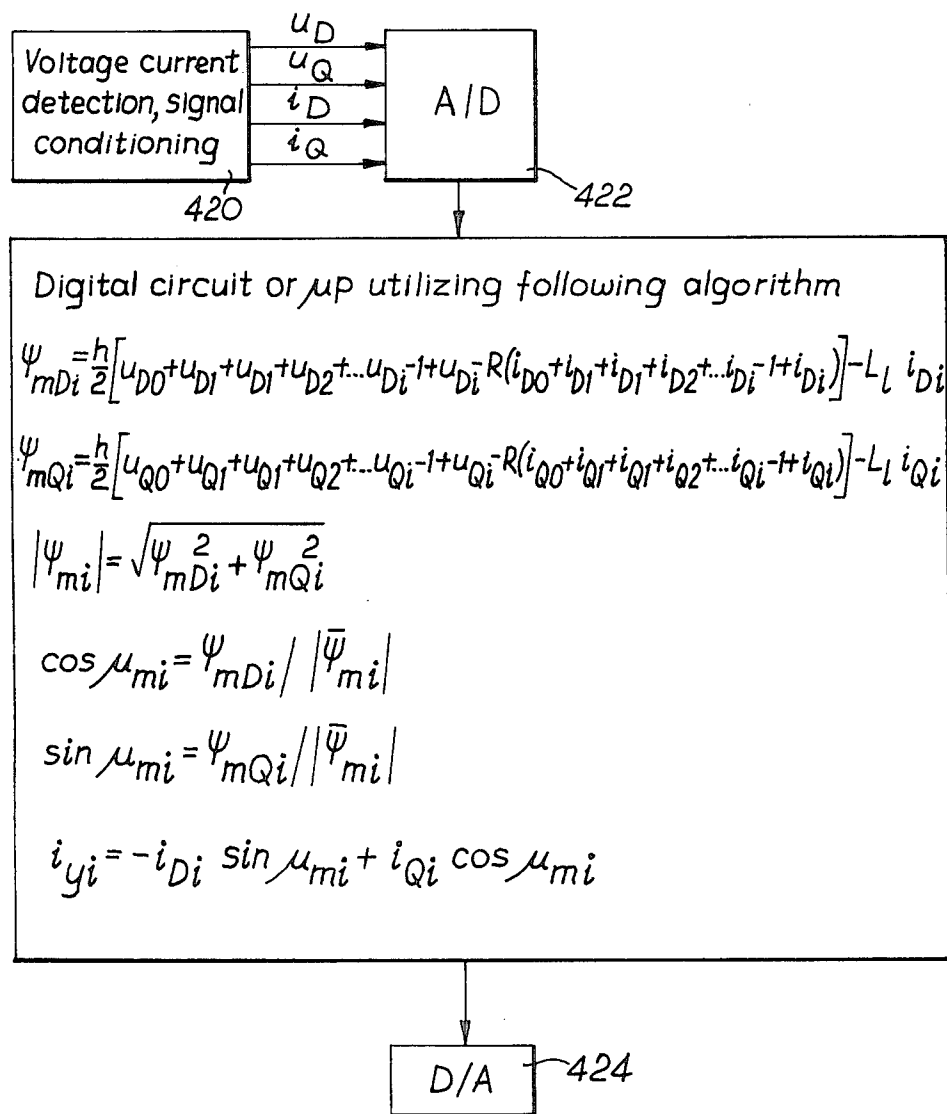 u_D
u_Q
i_D
i_Q
Voltage current
detection, signal
conditioning
A/D
420
422
Digital circuit or μp utilizing following algorithm
ψ_mDi = h/2 [u_D0+u_D1+u_D1+u_D2+...u_Di-1+u_Di-R(i_D0+i_D1+i_D1+i_D2+...i_Di-1+i_Di)]-L_l i_Di
ψ_mQi = h/2 [u_Q0+u_Q1+u_Q1+u_Q2+...u_Qi-1+u_Qi-R(i_Q0+i_Q1+i_Q1+i_Q2+...i_Qi-1+i_Qi)]-L_l i_Qi
|ψ_mi| = √(ψ_mDi² + ψ_mQi²)
cos μ_mi = ψ_mDi / |ψ̄_mi|
sin μ_mi = ψ_mQi / |ψ̄_mi|
i_yi = -i_Di sin μ_mi + i_Qi cos μ_mi
D/A
424